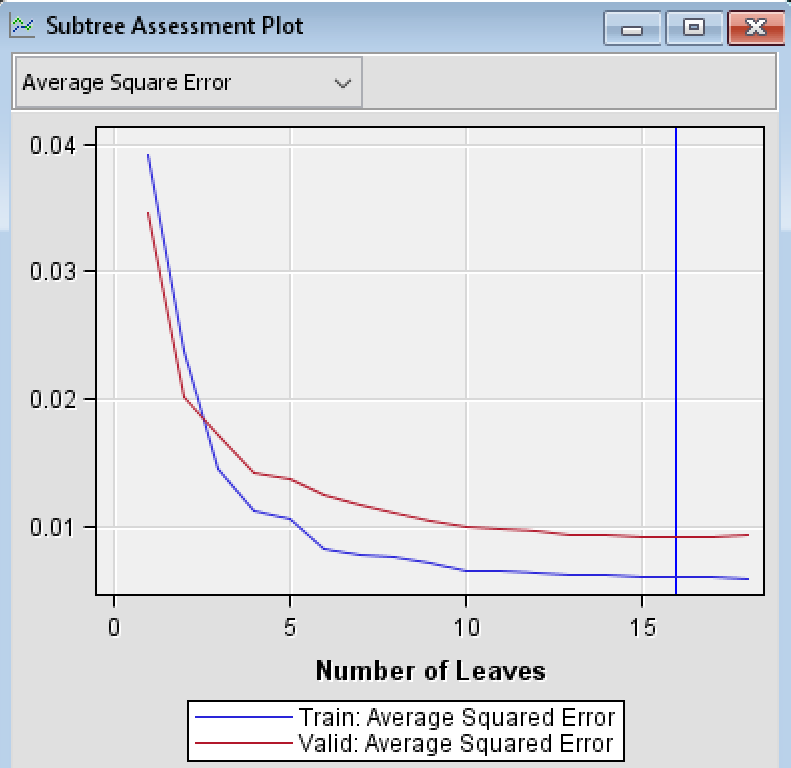 Subtree Assessment Plot
Average Square Error
0.04
0.03
0.02
0.01
0 5 10 15
Number of Leaves
Train: Average Squared Error
Valid: Average Squared Error